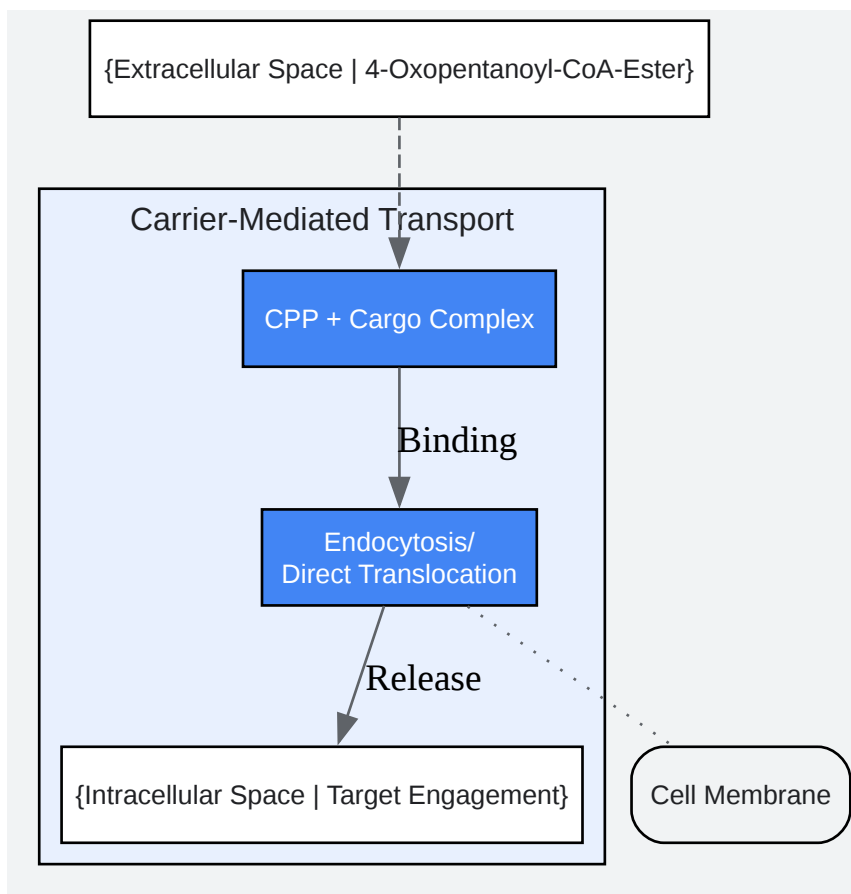 {Extracellular Space | 4-Oxopentanoyl-CoA-Ester}
Carrier-Mediated Transport
CPP + Cargo Complex
Binding
Endocytosis/
Direct Translocation
Release
{Intracellular Space | Target Engagement}
Cell Membrane